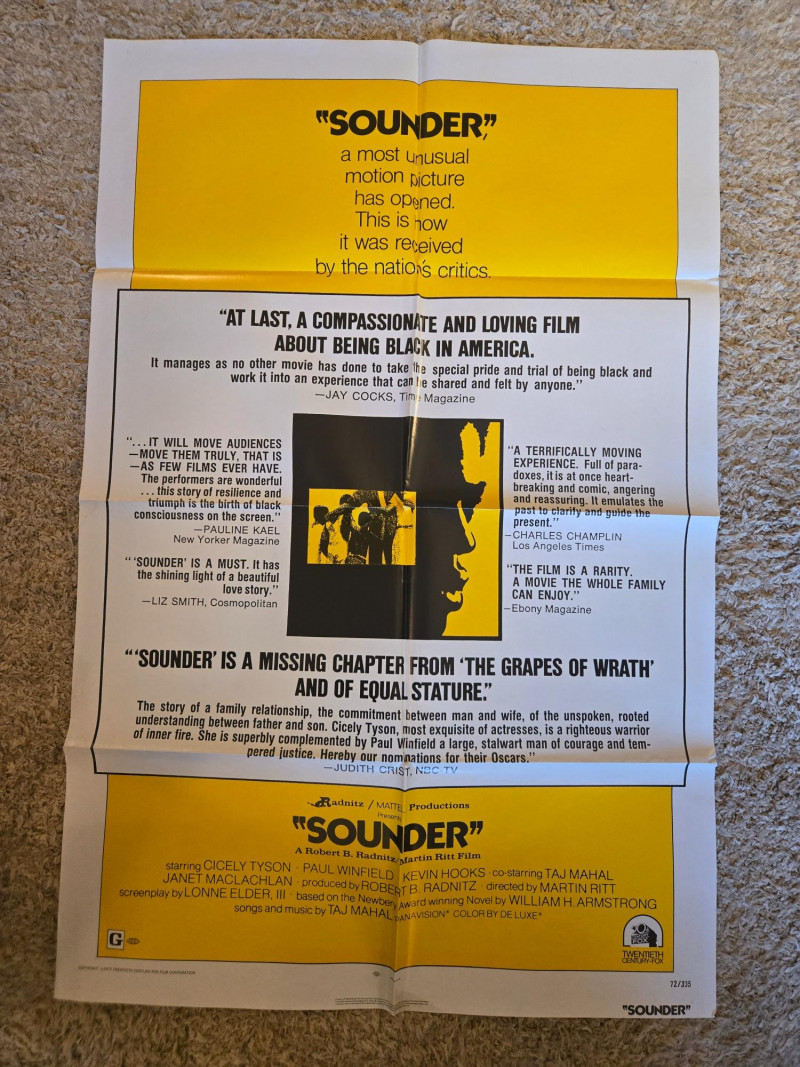 "SOUNDER",
a most unusual
motion picture
has opened.
This is how
it was received
by the nation's critics.
"AT LAST, A COMPASSIONATE AND LOVING FILM
ABOUT BEING BLACK IN AMERICA.
It manages as no other movie has done to take the special pride and trial of being black and
work it into an experience that can be shared and felt by anyone."
—JAY COCKS, Time Magazine
"...IT WILL MOVE AUDIENCES
—MOVE THEM TRULY, THAT IS
—AS FEW FILMS EVER HAVE.
The performers are wonderful
...this story of resilience and
triumph is the birth of black
consciousness on the screen."
—PAULINE KAEL
New Yorker Magazine
"'SOUNDER' IS A MUST. It has
the shining light of a beautiful
love story."
—LIZ SMITH, Cosmopolitan
"A TERRIFICALLY MOVING
EXPERIENCE. Full of para-
doxes, it is at once heart-
breaking and comic, angering
and reassuring. It emulates the
past to clarify and guide the
present."
—CHARLES CHAMPLIN
Los Angeles Times
"THE FILM IS A RARITY.
A MOVIE THE WHOLE FAMILY
CAN ENJOY."
—Ebony Magazine
"'SOUNDER' IS A MISSING CHAPTER FROM 'THE GRAPES OF WRATH'
AND OF EQUAL STATURE."
The story of a family relationship, the commitment between man and wife, of the unspoken, rooted
understanding between father and son. Cicely Tyson, most exquisite of actresses, is a righteous warrior
of inner fire. She is superbly complemented by Paul Winfield a large, stalwart man of courage and tem-
pered justice. Hereby our nominations for their Oscars."
—JUDITH CRIST, NBC TV
Radnitz / MATTEL Productions
Presents
"SOUNDER"
A Robert B. Radnitz/Martin Ritt Film
starring CICELY TYSON · PAUL WINFIELD · KEVIN HOOKS · co-starring TAJ MAHAL
JANET MACLACHLAN · produced by ROBERT B. RADNITZ · directed by MARTIN RITT
screenplay by LONNE ELDER, III · based on the Newbery Award winning Novel by WILLIAM H. ARMSTRONG
songs and music by TAJ MAHAL PANAVISION® COLOR BY DE LUXE®
G
TWENTIETH
CENTURY-FOX
72/335
"SOUNDER"